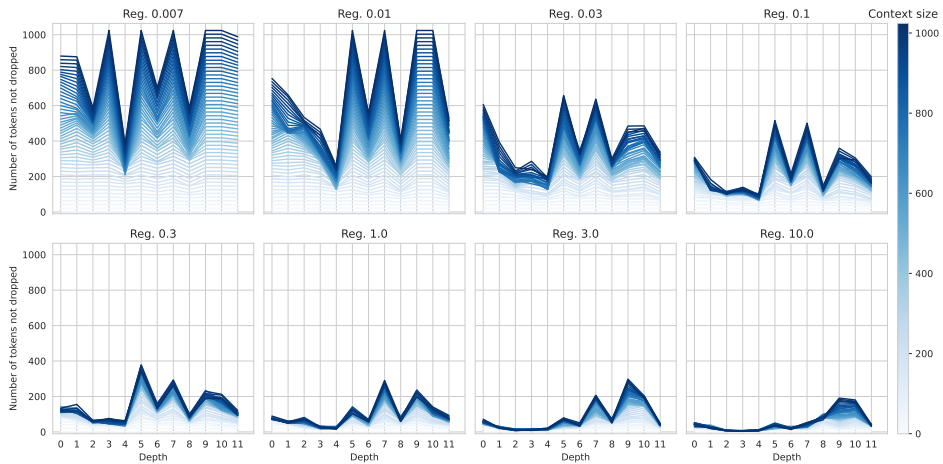 Reg. 0.007
Reg. 0.01
Reg. 0.03
Reg. 0.1
Context size
Number of tokens not dropped
1000
800
600
400
200
0
1000
800
600
400
200
0
Reg. 0.3
Reg. 1.0
Reg. 3.0
Reg. 10.0
Number of tokens not dropped
1000
800
600
400
200
0
0 1 2 3 4 5 6 7 8 9 10 11
0 1 2 3 4 5 6 7 8 9 10 11
0 1 2 3 4 5 6 7 8 9 10 11
0 1 2 3 4 5 6 7 8 9 10 11
Depth
Depth
Depth
Depth